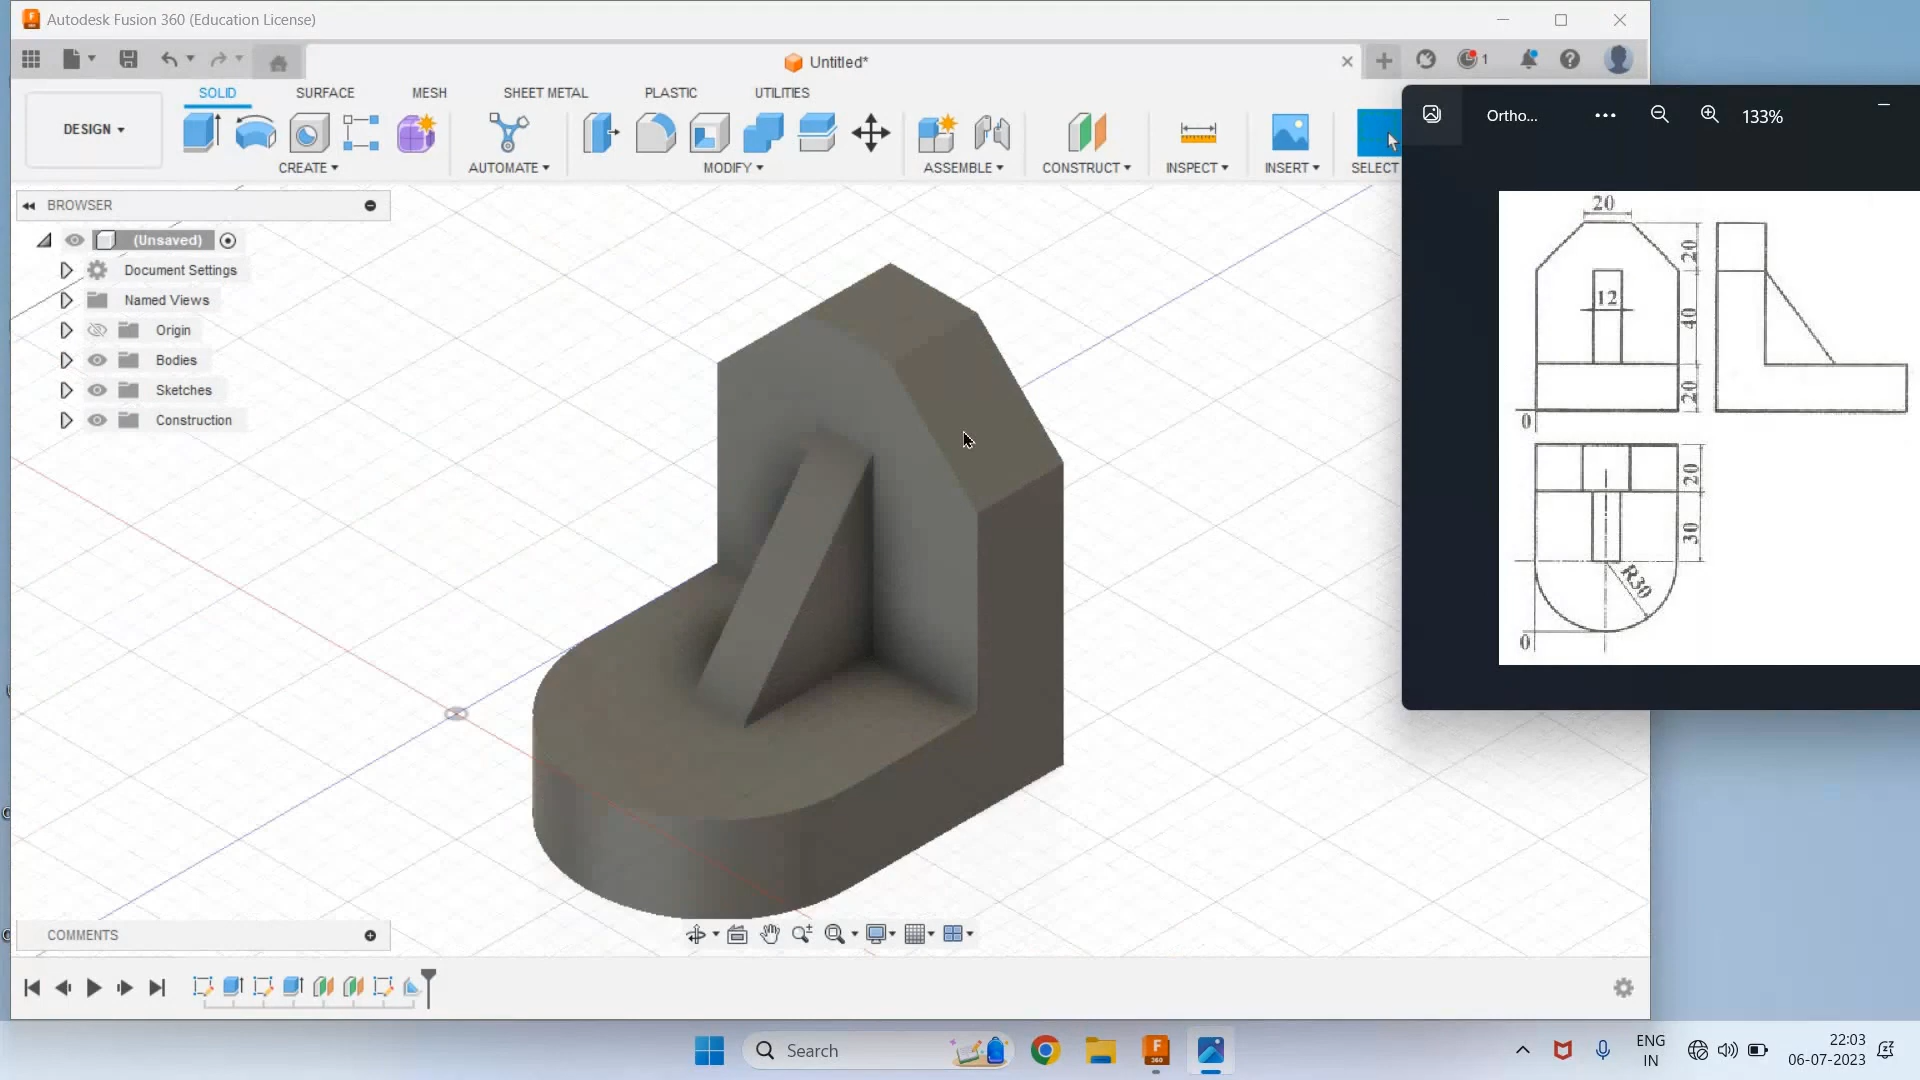 Autodesk Fusion 360 (Education License)
Untitled*
1
SOLID
SURFACE
MESH
SHEET METAL
PLASTIC
UTILITIES
DESIGN
CREATE
AUTOMATE
MODIFY
ASSEMBLE
CONSTRUCT
INSPECT
INSERT
SELECT
Ortho...
133%
BROWSER
(Unsaved)
Document Settings
Named Views
Origin
Bodies
Sketches
Construction
20
20
12
40
20
0
20
30
R30
0
COMMENTS
Search
F
360
ENG
IN
22:03
06-07-2023